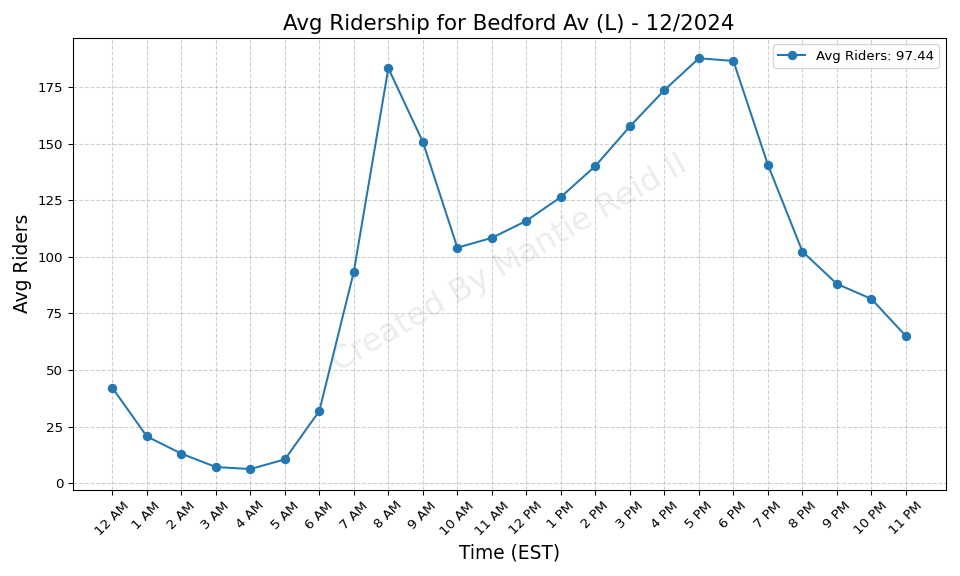 Avg Ridership for Bedford Av (L) - 12/2024
Avg Riders: 97.44
Avg Riders
175
150
125
100
75
50
25
0
Created By Mantie Reid II
12 AM
1 AM
2 AM
3 AM
4 AM
5 AM
6 AM
7 AM
8 AM
9 AM
10 AM
11 AM
12 PM
1 PM
2 PM
3 PM
4 PM
5 PM
6 PM
7 PM
8 PM
9 PM
10 PM
11 PM
Time (EST)